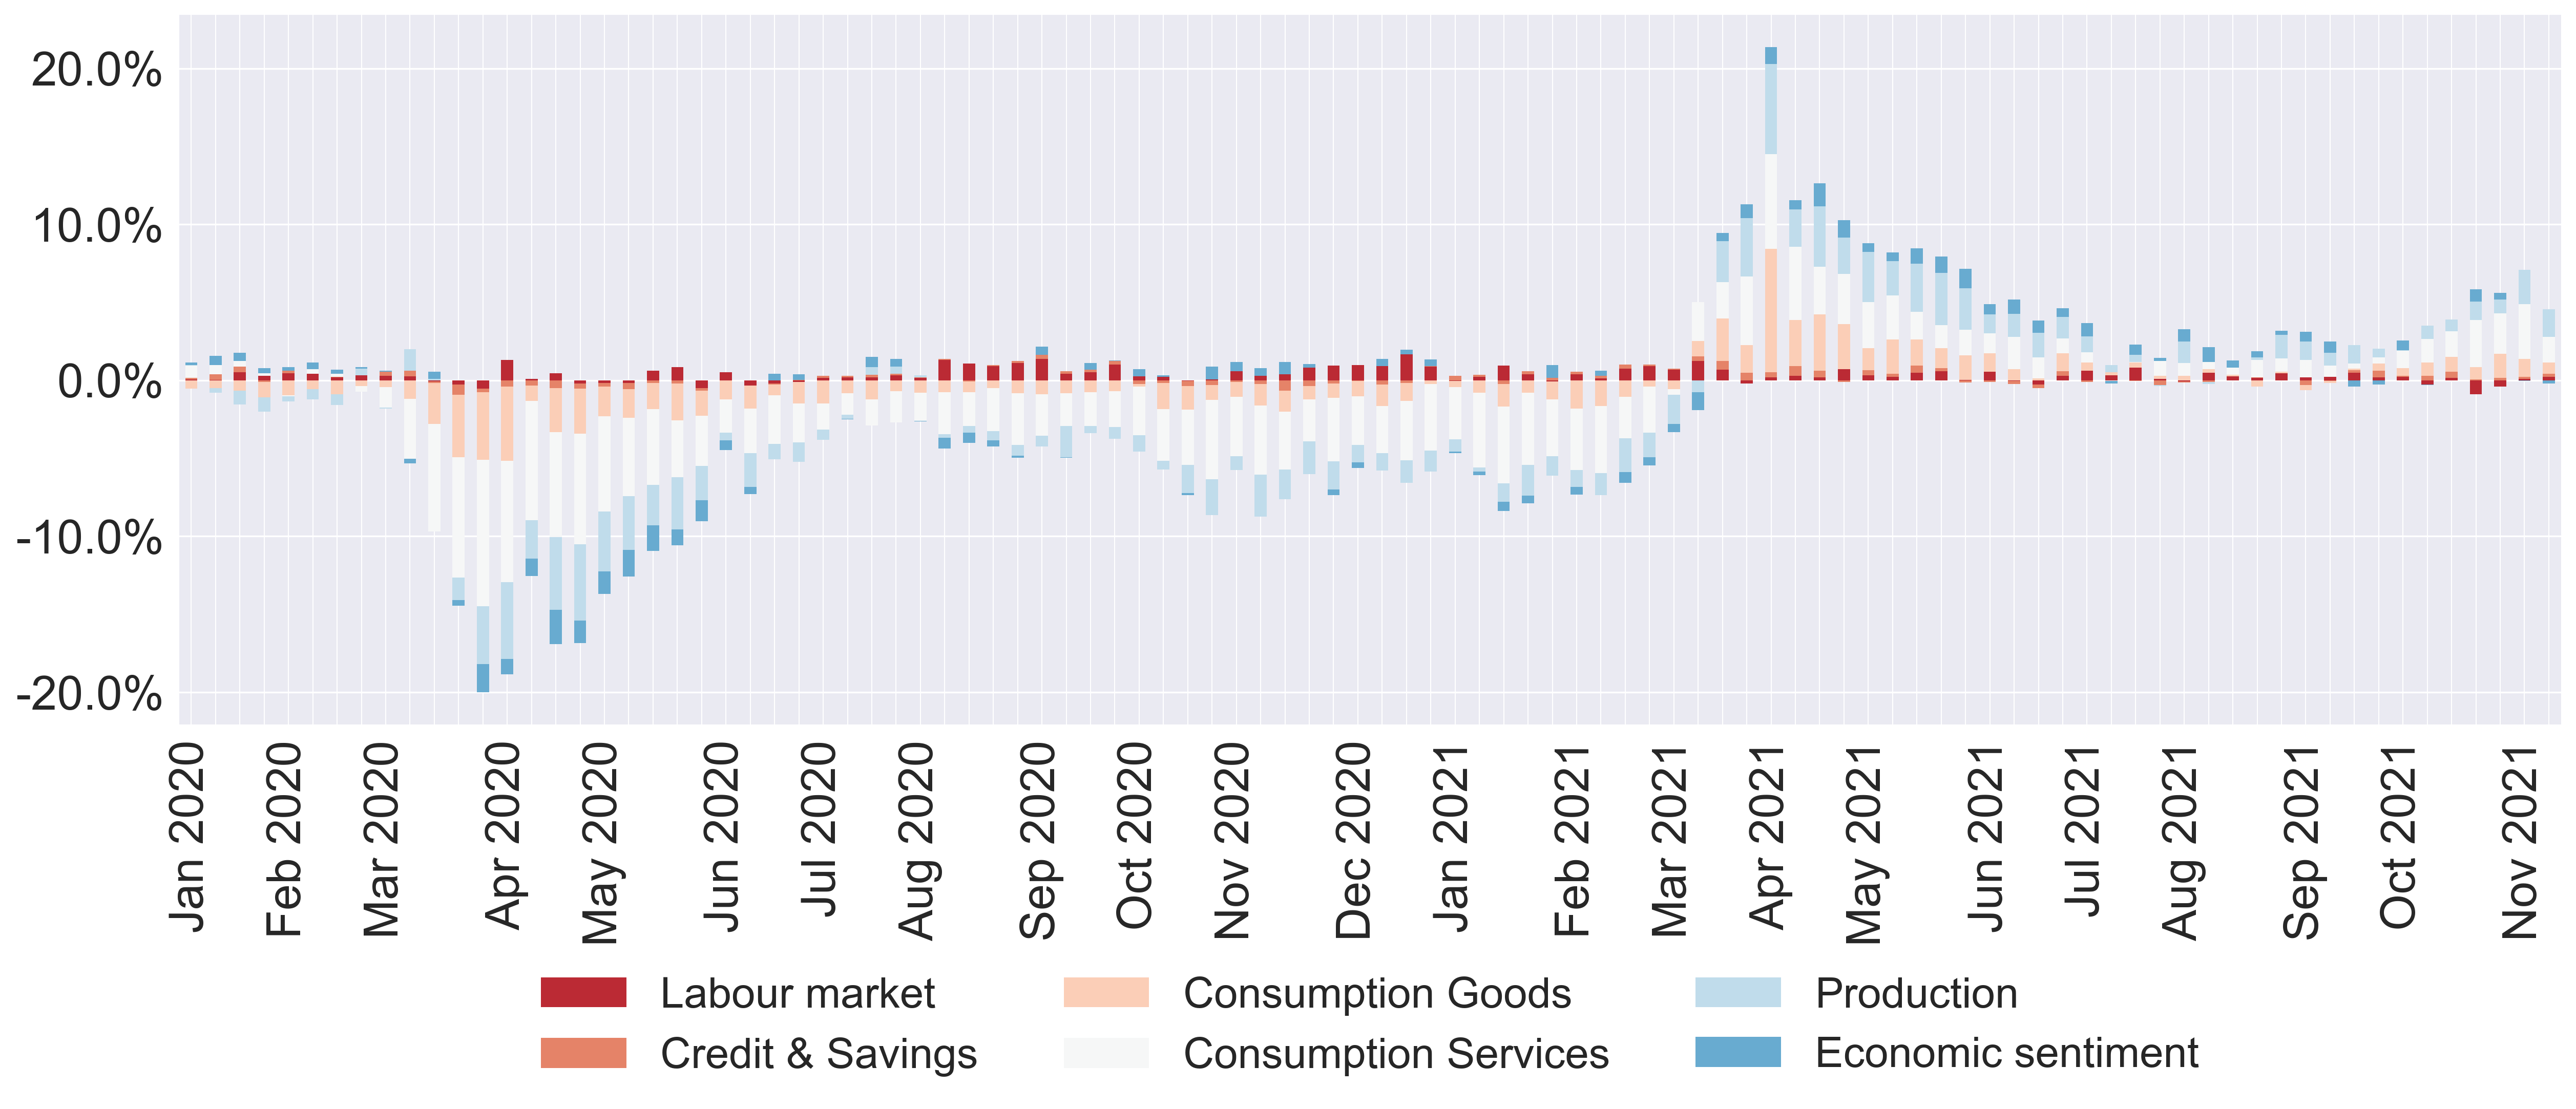 20.0%
10.0%
0.0%
-10.0%
-20.0%
Jan 2020
Feb 2020
Mar 2020
Apr 2020
May 2020
Jun 2020
Jul 2020
Aug 2020
Sep 2020
Oct 2020
Nov 2020
Dec 2020
Jan 2021
Feb 2021
Mar 2021
Apr 2021
May 2021
Jun 2021
Jul 2021
Aug 2021
Sep 2021
Oct 2021
Nov 2021
Labour market
Credit & Savings
Consumption Goods
Consumption Services
Production
Economic sentiment